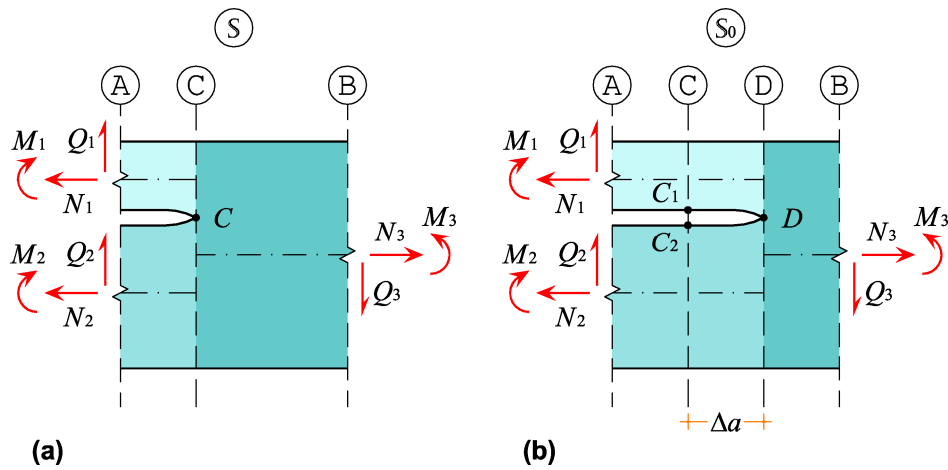 S
S₀
A C B
A C D B
M₁ Q₁
N₁
C
M₂ Q₂
N₂
N₃ M₃
Q₃
M₁ Q₁
N₁
C₁
D
C₂
M₂ Q₂
N₂
N₃ M₃
Q₃
Δa
(a)
(b)